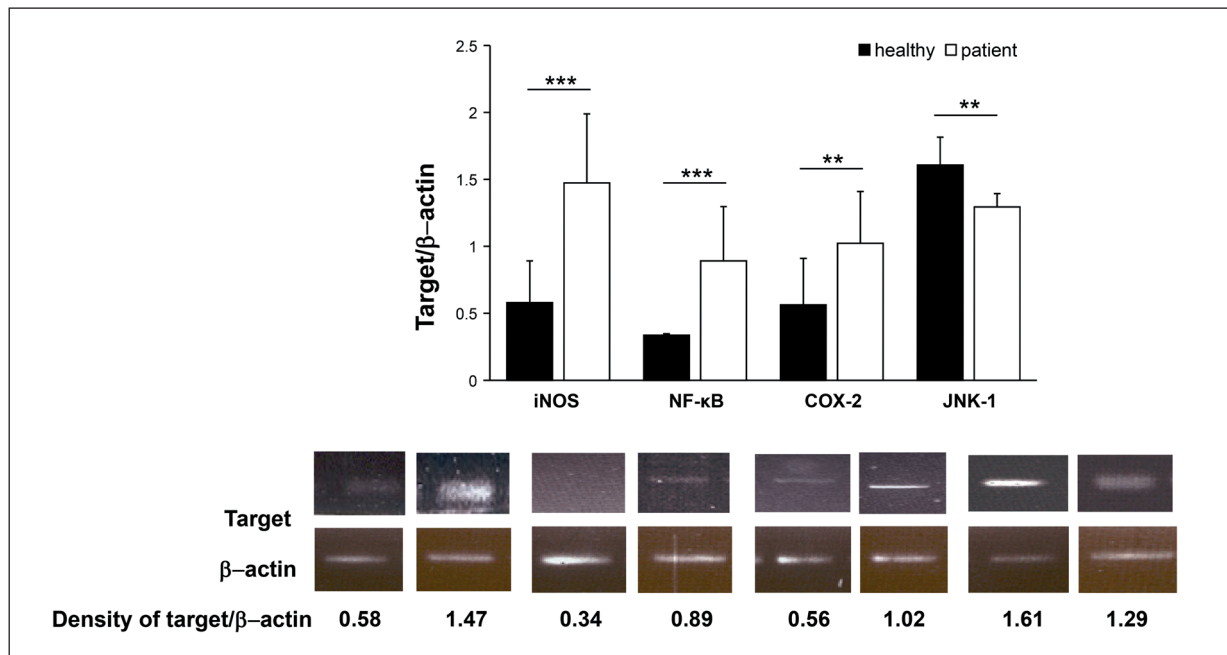 2.5
healthy patient
*** *** ** **
2
1.5
1
0.5
0
Target/β–actin
iNOS NF-κB COX-2 JNK-1
Target
β–actin
Density of target/β–actin 0.58 1.47 0.34 0.89 0.56 1.02 1.61 1.29